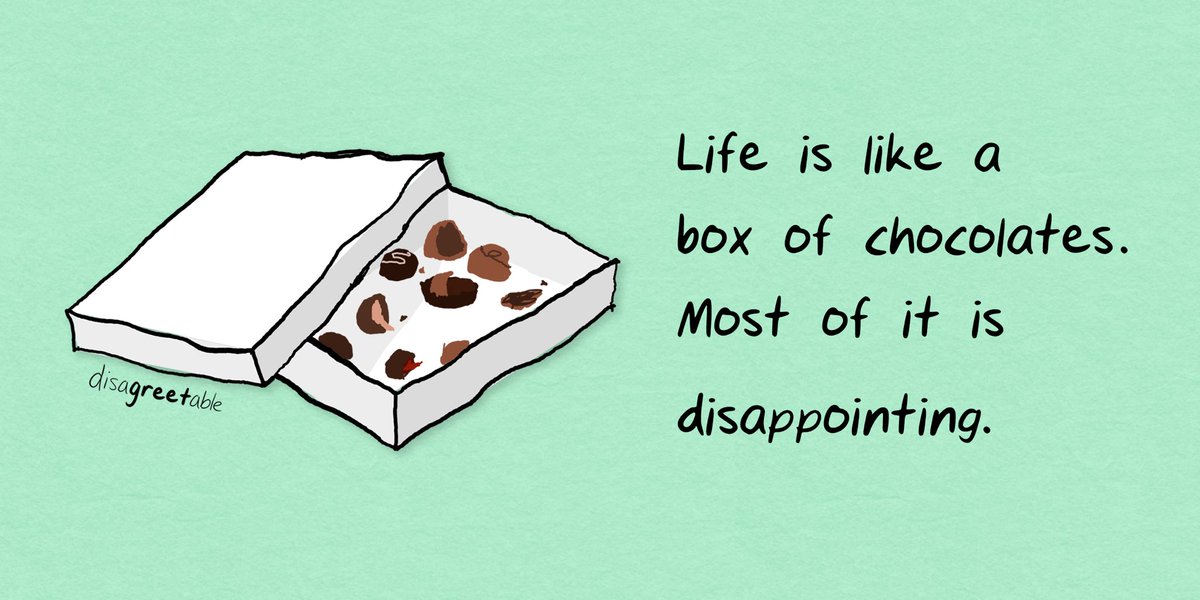 disagreetable
Life is like a
box of chocolates.
Most of it is
disappointing.